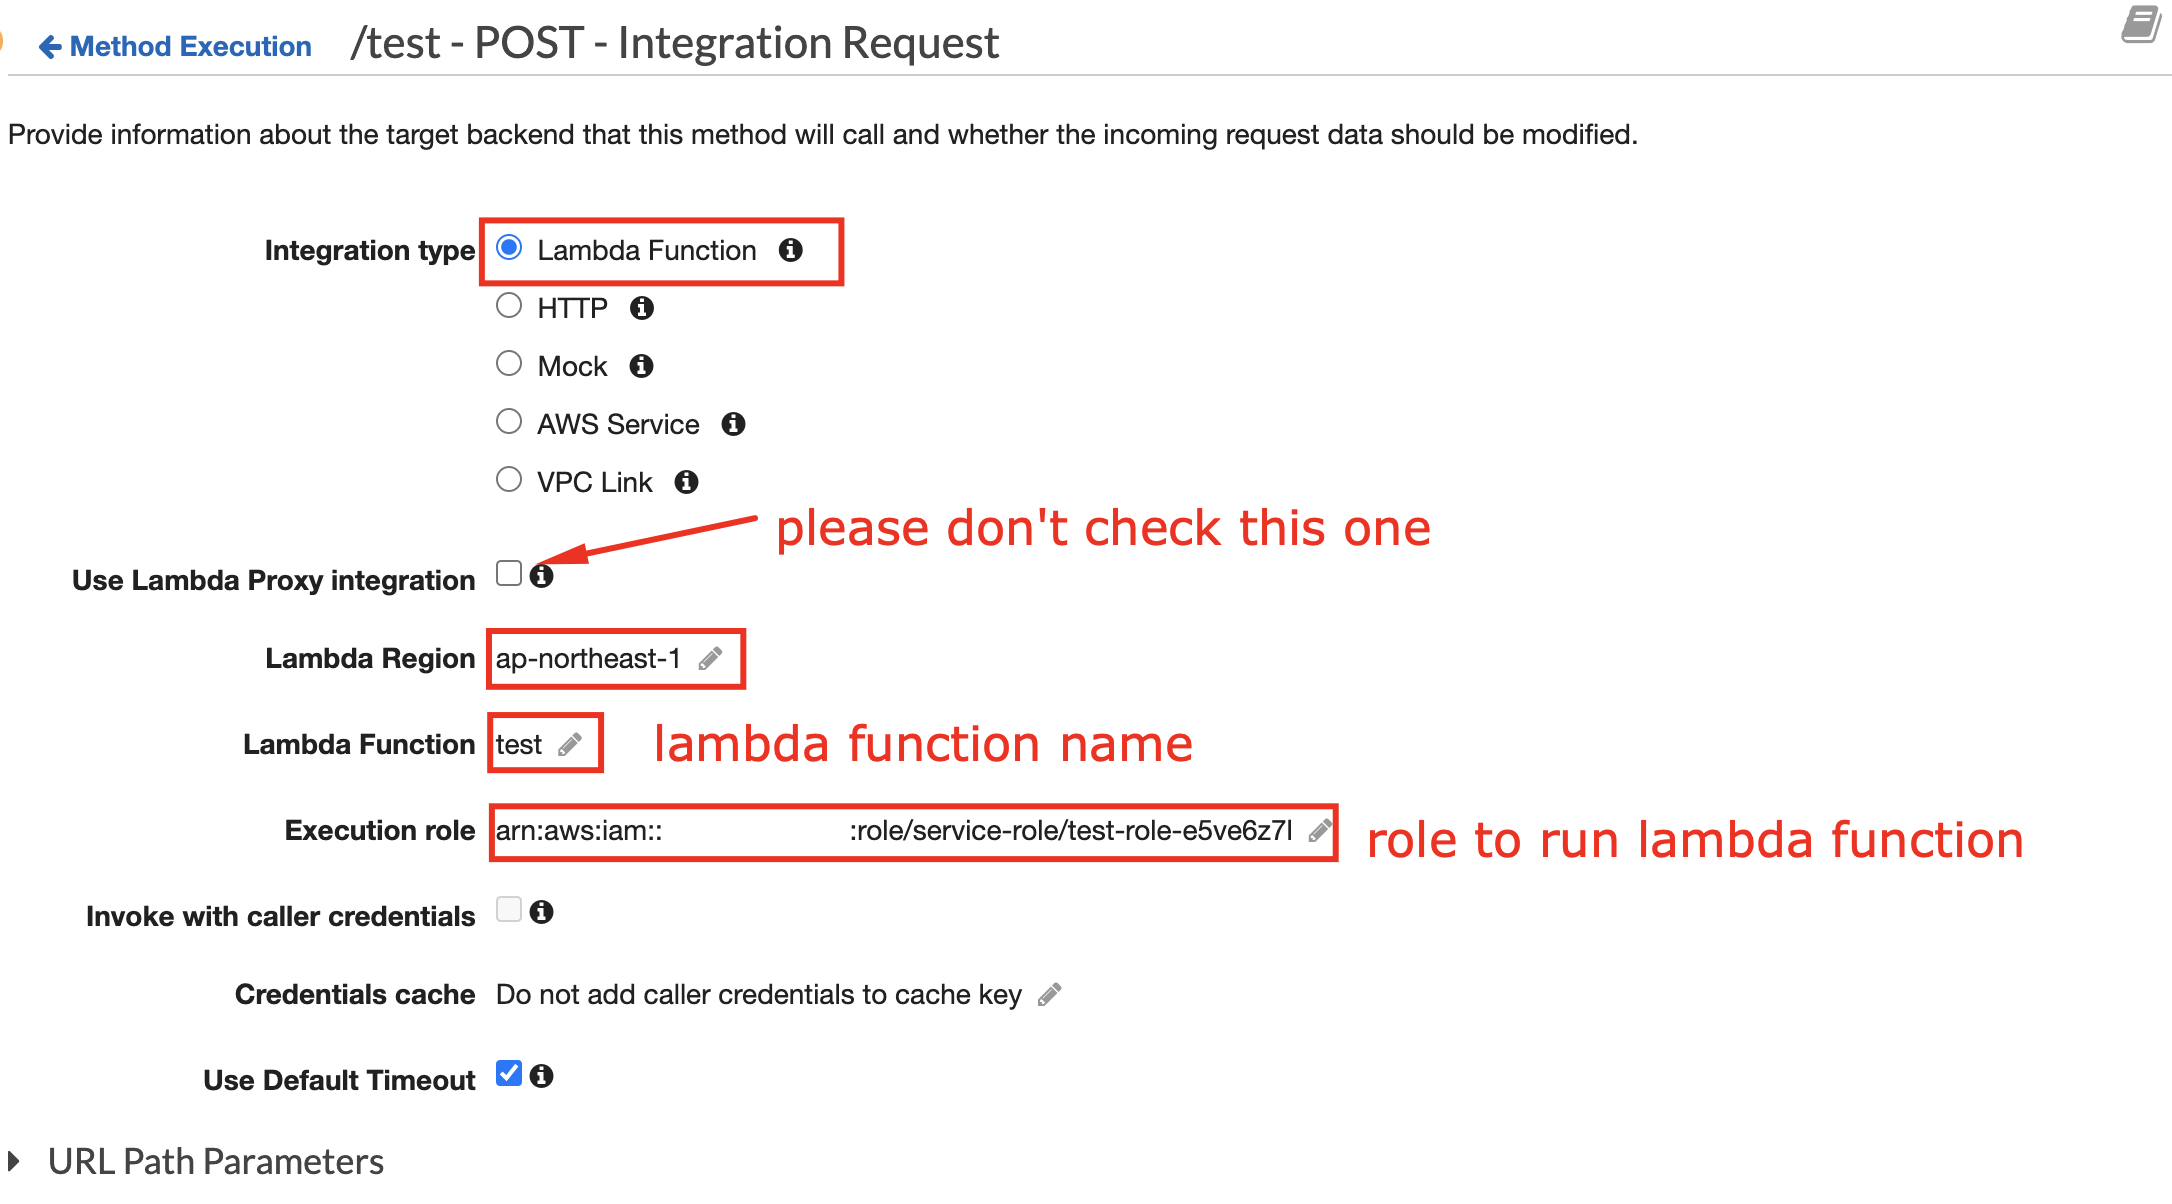 Method Execution /test - POST - Integration Request
Provide information about the target backend that this method will call and whether the incoming request data should be modified.
Integration type Lambda Function
HTTP
Mock
AWS Service
VPC Link
please don't check this one
Use Lambda Proxy integration
Lambda Region ap-northeast-1
Lambda Function test lambda function name
Execution role arn:aws:iam:: :role/service-role/test-role-e5ve6z7l role to run lambda function
Invoke with caller credentials
Credentials cache Do not add caller credentials to cache key
Use Default Timeout
URL Path Parameters